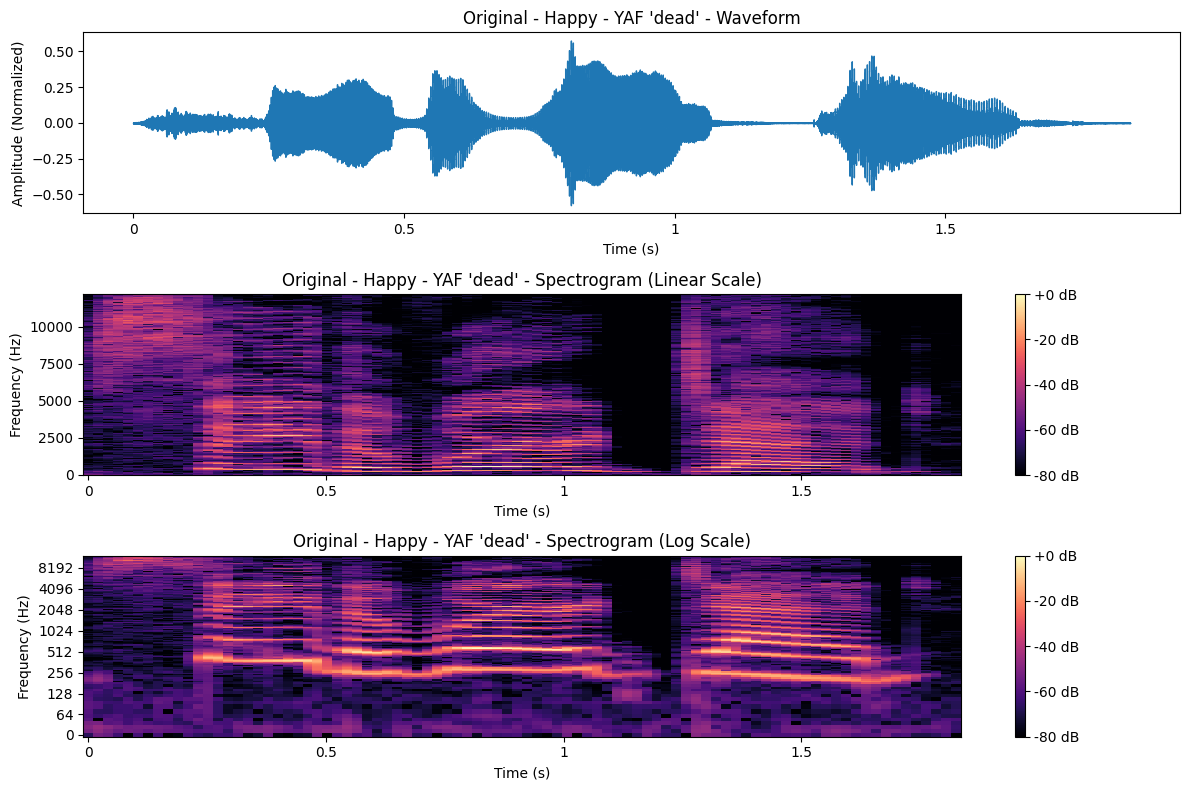 Original - Happy - YAF 'dead' - Waveform
Amplitude (Normalized)
0.50
0.25
0.00
−0.25
−0.50
0 0.5 1 1.5
Time (s)
Original - Happy - YAF 'dead' - Spectrogram (Linear Scale)
Frequency (Hz)
10000
7500
5000
2500
0
0 0.5 1 1.5
Time (s)
+0 dB
-20 dB
-40 dB
-60 dB
-80 dB
Original - Happy - YAF 'dead' - Spectrogram (Log Scale)
Frequency (Hz)
8192
4096
2048
1024
512
256
128
64
0
0 0.5 1 1.5
Time (s)
+0 dB
-20 dB
-40 dB
-60 dB
-80 dB